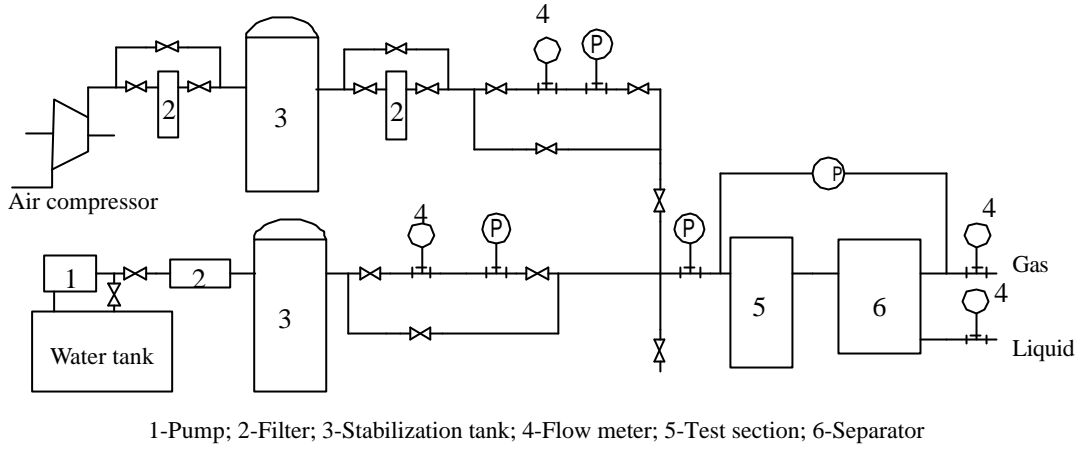 4
P
2
3
2
Air compressor
P
4
4
P
P
Gas
1
2
3
5
6
4
Water tank
Liquid
1-Pump; 2-Filter; 3-Stabilization tank; 4-Flow meter; 5-Test section; 6-Separator